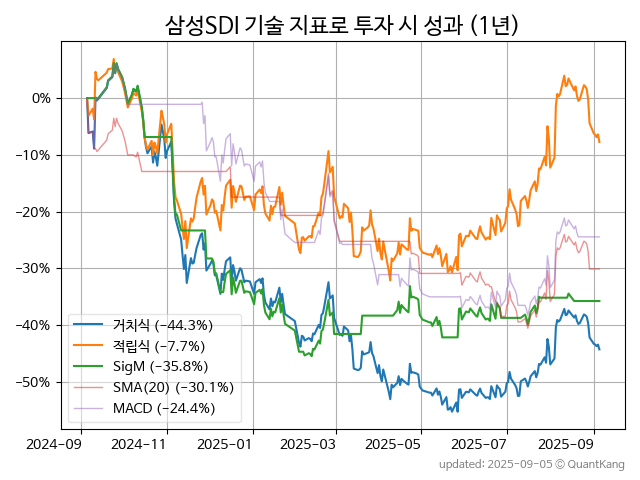 삼성SDI 기술 지표로 투자 시 성과 (1년)
0%
−10%
−20%
−30%
−40%
−50%
거치식 (−44.3%)
적립식 (−7.7%)
SigM (−35.8%)
SMA(20) (−30.1%)
MACD (−24.4%)
2024-09 2024-11 2025-01 2025-03 2025-05 2025-07 2025-09
updated: 2025-09-05 ⓒ QuantKang